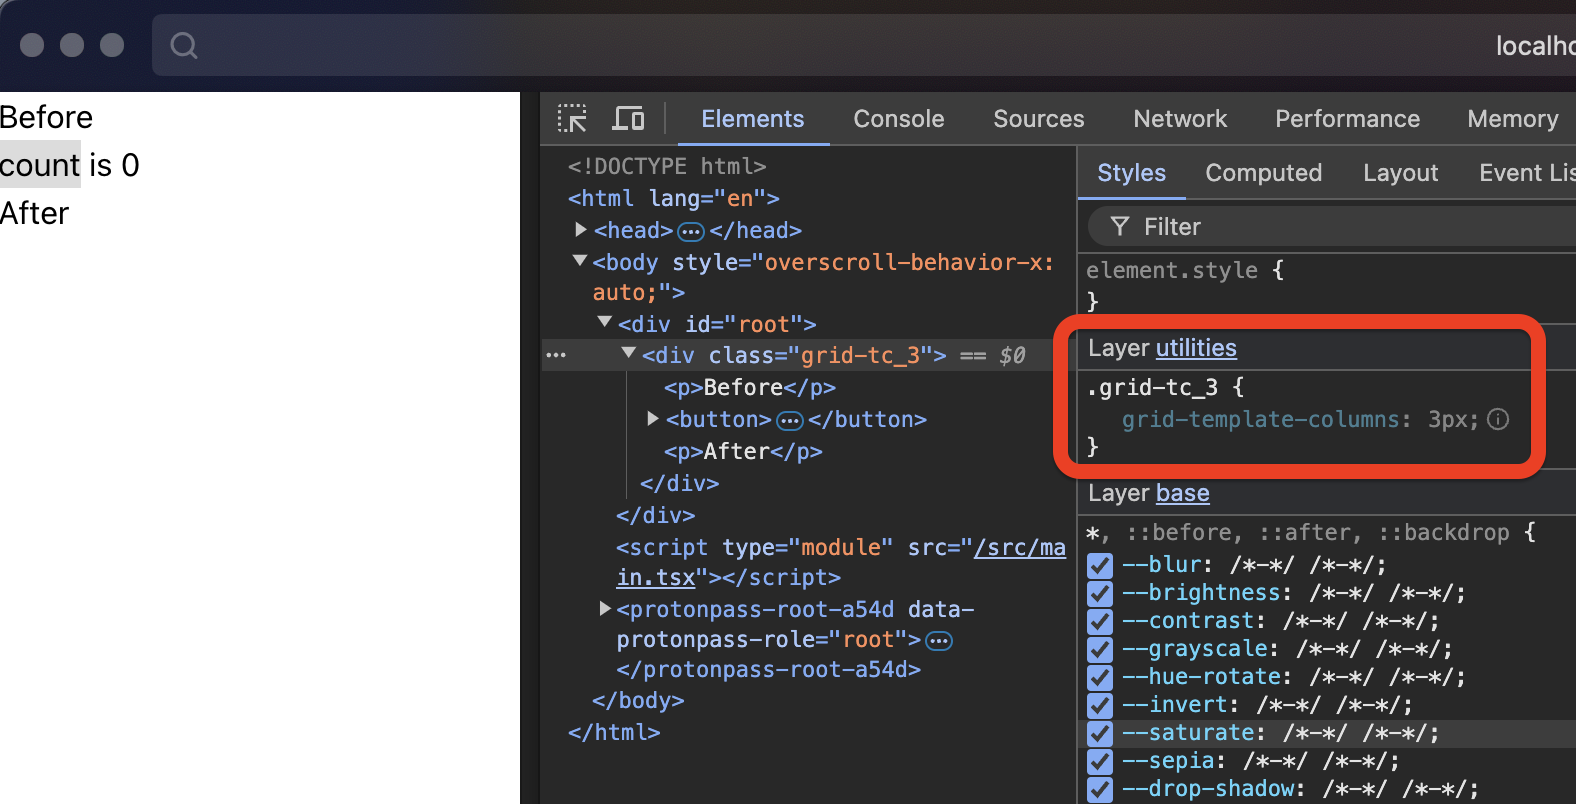 localho
Before
count is 0
After
Elements Console Sources Network Performance Memory
<!DOCTYPE html>
<html lang="en">
<head>…</head>
<body style="overscroll-behavior-x:
auto;">
<div id="root">
… <div class="grid-tc_3"> == $0
<p>Before</p>
<button>…</button>
<p>After</p>
</div>
</div>
<script type="module" src="/src/ma
in.tsx"></script>
<protonpass-root-a54d data-
protonpass-role="root">…
</protonpass-root-a54d>
</body>
</html>
Styles Computed Layout Event Lis
Filter
element.style {
}
Layer utilities
.grid-tc_3 {
grid-template-columns: 3px;
}
Layer base
*, ::before, ::after, ::backdrop {
--blur: /*-*/ /*-*/;
--brightness: /*-*/ /*-*/;
--contrast: /*-*/ /*-*/;
--grayscale: /*-*/ /*-*/;
--hue-rotate: /*-*/ /*-*/;
--invert: /*-*/ /*-*/;
--saturate: /*-*/ /*-*/;
--sepia: /*-*/ /*-*/;
--drop-shadow: /*-*/ /*-*/;